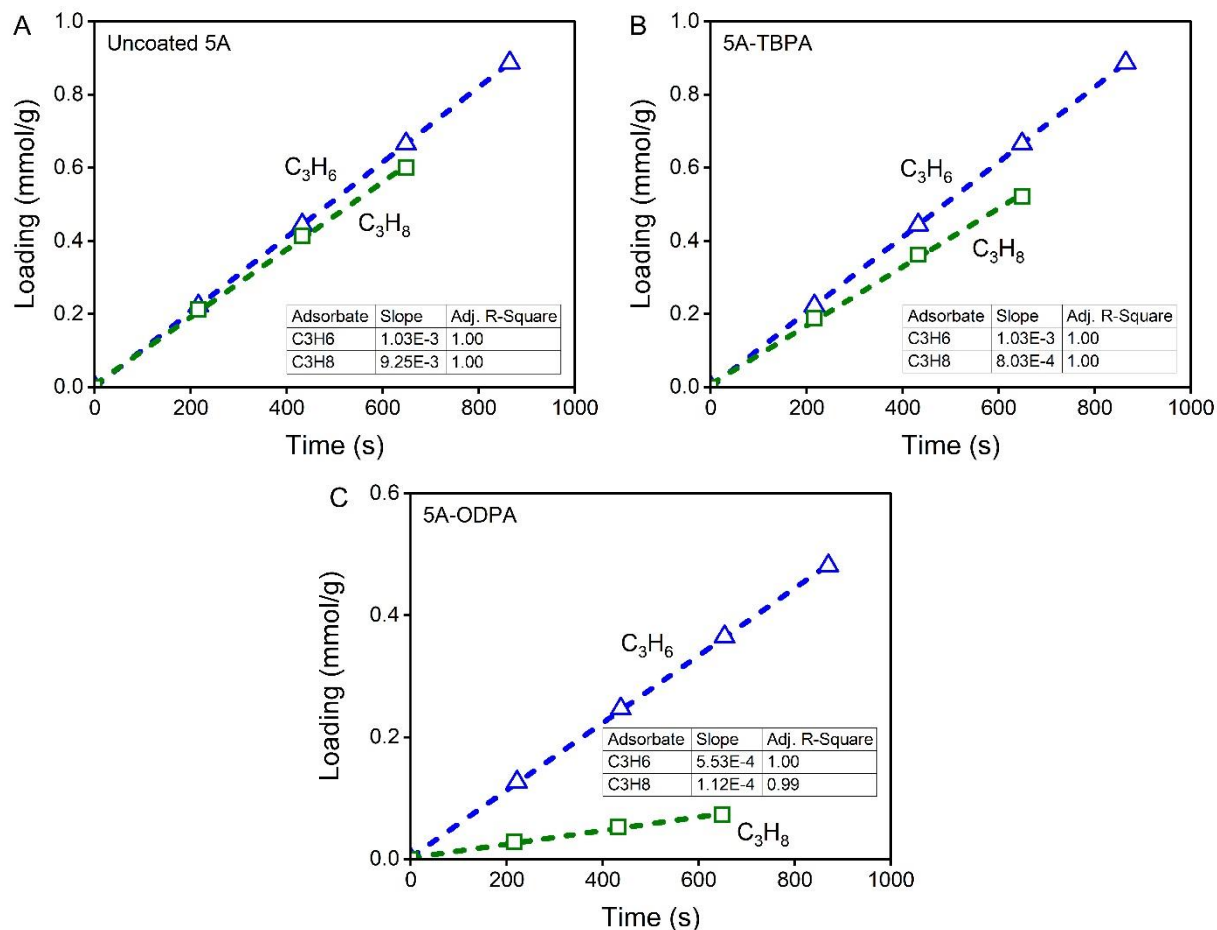 A
Uncoated 5A
Loading (mmol/g)
1.0
0.8
0.6
0.4
0.2
0.0
C₃H₆
C₃H₈
Adsorbate Slope Adj. R-Square
C3H6 1.03E-3 1.00
C3H8 9.25E-3 1.00
0 200 400 600 800 1000
Time (s)
B
5A-TBPA
Loading (mmol/g)
1.0
0.8
0.6
0.4
0.2
0.0
C₃H₆
C₃H₈
Adsorbate Slope Adj. R-Square
C3H6 1.03E-3 1.00
C3H8 8.03E-4 1.00
0 200 400 600 800 1000
Time (s)
C
5A-ODPA
Loading (mmol/g)
0.6
0.4
0.2
0.0
C₃H₆
Adsorbate Slope Adj. R-Square
C3H6 5.53E-4 1.00
C3H8 1.12E-4 0.99
C₃H₈
0 200 400 600 800 1000
Time (s)